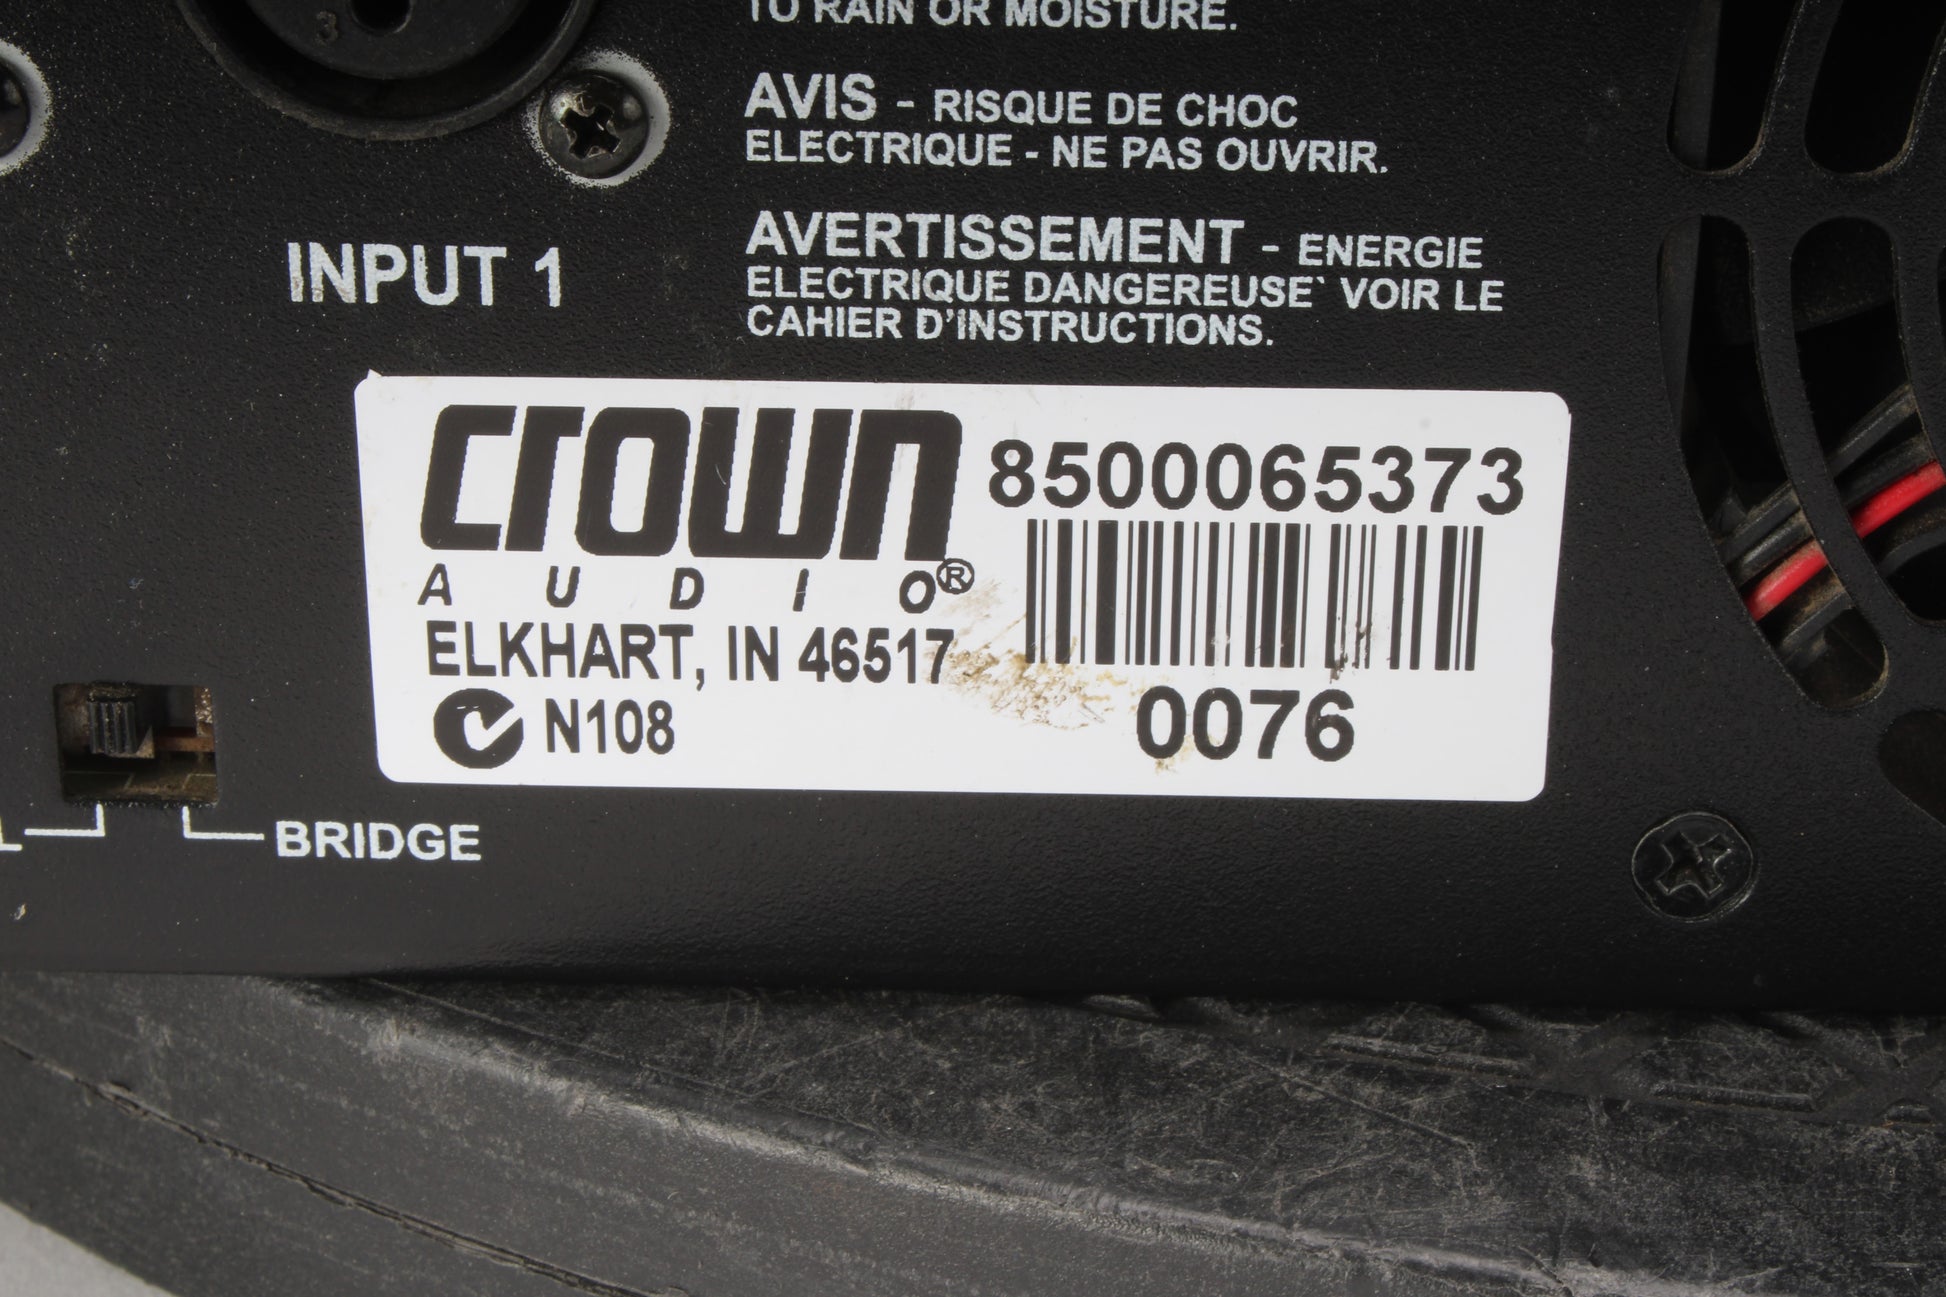 3
TO RAIN OR MOISTURE.
AVIS - RISQUE DE CHOC
ELECTRIQUE - NE PAS OUVRIR.
INPUT 1
AVERTISSEMENT - ENERGIE
ELECTRIQUE DANGEREUSE` VOIR LE
CAHIER D'INSTRUCTIONS.
crown
AUDIO®
ELKHART, IN 46517
N108
8500065373
0076
BRIDGE